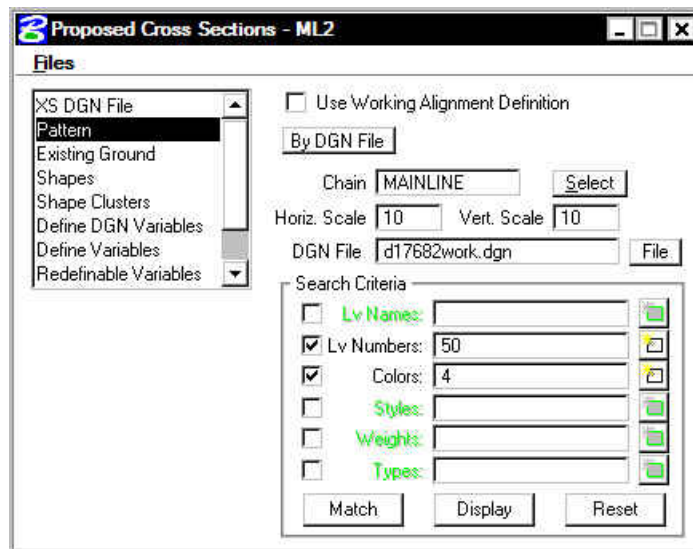 Proposed Cross Sections - ML2
Files
XS DGN File
Pattern
Existing Ground
Shapes
Shape Clusters
Define DGN Variables
Define Variables
Redefinable Variables
Use Working Alignment Definition
By DGN File
Chain MAINLINE Select
Horiz. Scale 10 Vert. Scale 10
DGN File d17682work.dgn File
Search Criteria
Lv Names:
Lv Numbers: 50
Colors: 4
Styles:
Weights:
Types:
Match Display Reset